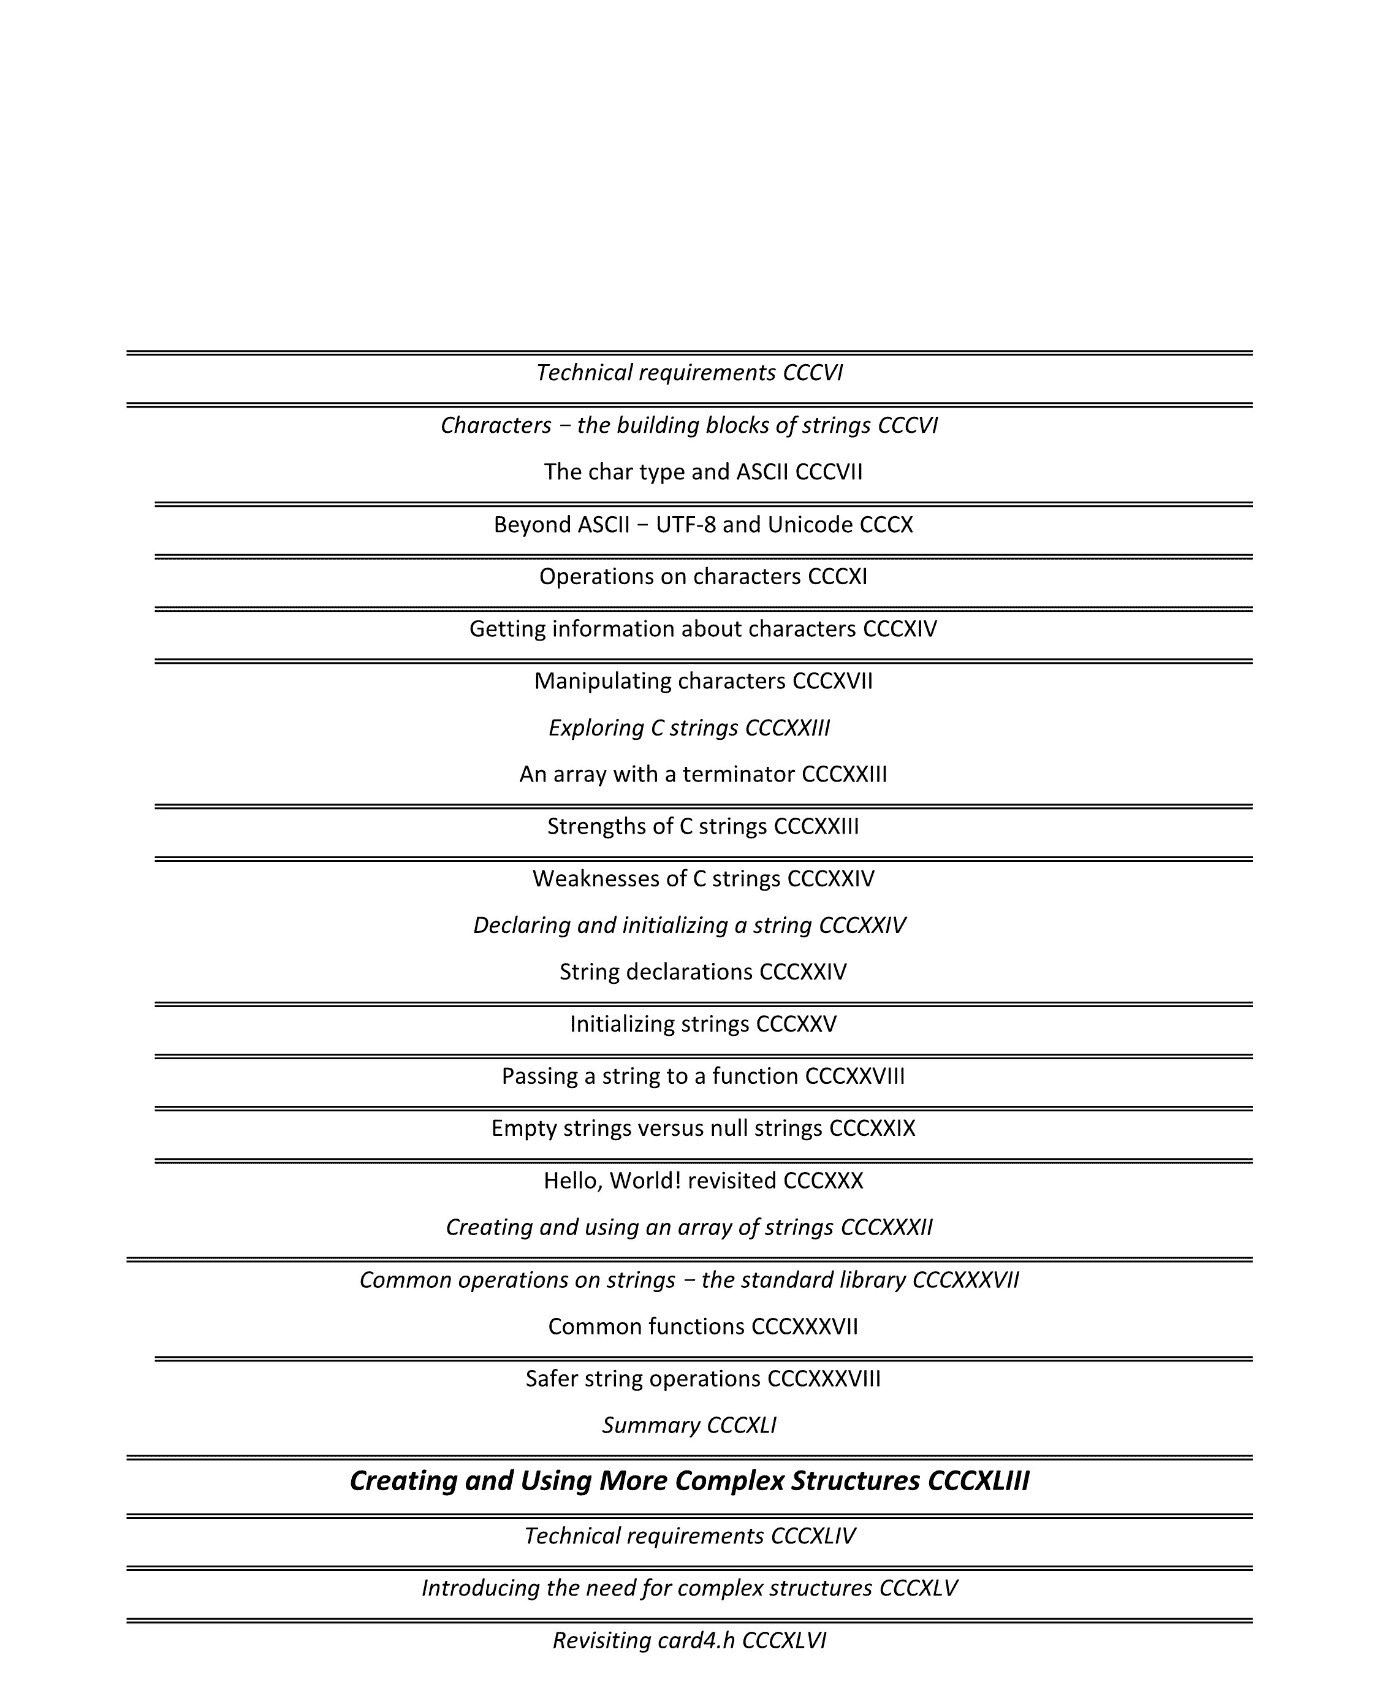 Technical requirements CCCVI
Characters – the building blocks of strings CCCVI
The char type and ASCII CCCVII
Beyond ASCII – UTF-8 and Unicode CCCX
Operations on characters CCCXI
Getting information about characters CCCXIV
Manipulating characters CCCXVII
Exploring C strings CCCXXIII
An array with a terminator CCCXXIII
Strengths of C strings CCCXXIII
Weaknesses of C strings CCCXXIV
Declaring and initializing a string CCCXXIV
String declarations CCCXXIV
Initializing strings CCCXXV
Passing a string to a function CCCXXVIII
Empty strings versus null strings CCCXXIX
Hello, World! revisited CCCXXX
Creating and using an array of strings CCCXXXII
Common operations on strings – the standard library CCCXXXVII
Common functions CCCXXXVII
Safer string operations CCCXXXVIII
Summary CCCXLI
Creating and Using More Complex Structures CCCXLIII
Technical requirements CCCXLIV
Introducing the need for complex structures CCCXLV
Revisiting card4.h CCCXLVI